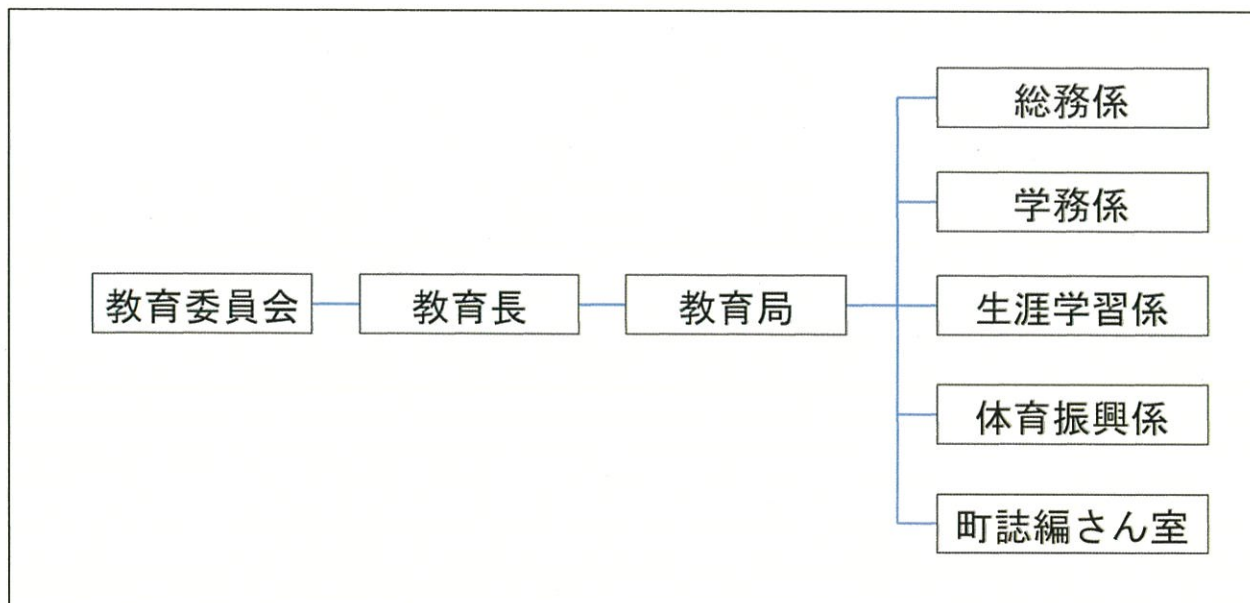 教育委員会
教育長
教育局
総務係
学務係
生涯学習係
体育振興係
町誌編さん室